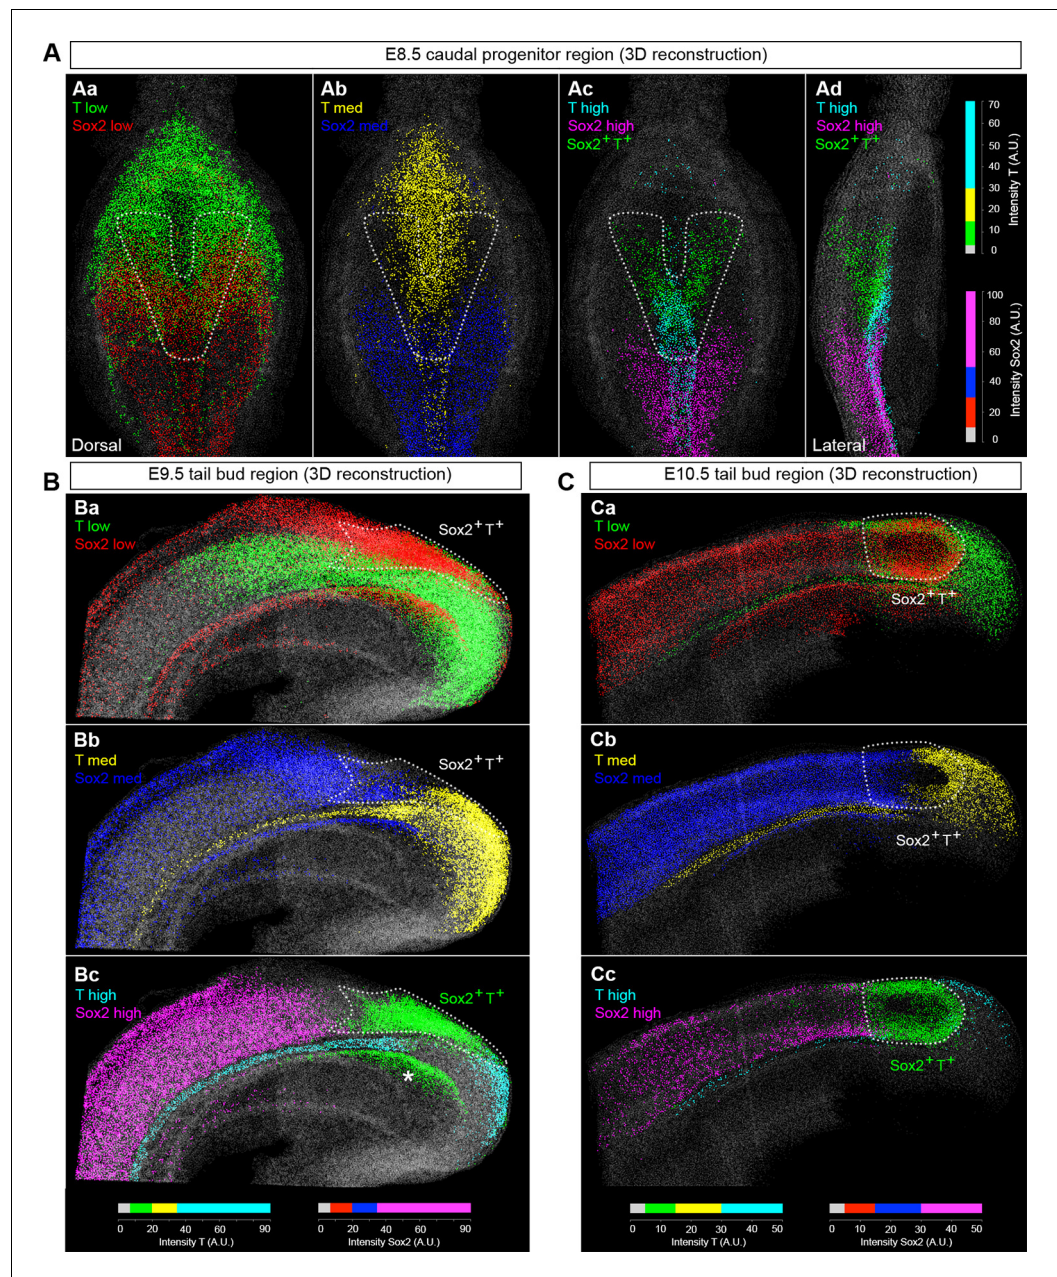 A
E8.5 caudal progenitor region (3D reconstruction)
Aa
T low
Sox2 low
Dorsal
Ab
T med
Sox2 med
Ac
T high
Sox2 high
Sox2⁺T⁺
Ad
T high
Sox2 high
Sox2⁺T⁺
Lateral
70
60
50
40
30
20
10
0
Intensity T (A.U.)
100
80
60
40
20
0
Intensity Sox2 (A.U.)
B
E9.5 tail bud region (3D reconstruction)
Ba
T low
Sox2 low
Sox2⁺T⁺
Bb
T med
Sox2 med
Sox2⁺T⁺
Bc
T high
Sox2 high
Sox2⁺T⁺
*
0 20 40 60 90
Intensity T (A.U.)
0 20 40 60 90
Intensity Sox2 (A.U.)
C
E10.5 tail bud region (3D reconstruction)
Ca
T low
Sox2 low
Sox2⁺T⁺
Cb
T med
Sox2 med
Sox2⁺T⁺
Cc
T high
Sox2 high
Sox2⁺T⁺
0 10 20 30 40 50
Intensity T (A.U.)
0 10 20 30 40 50
Intensity Sox2 (A.U.)